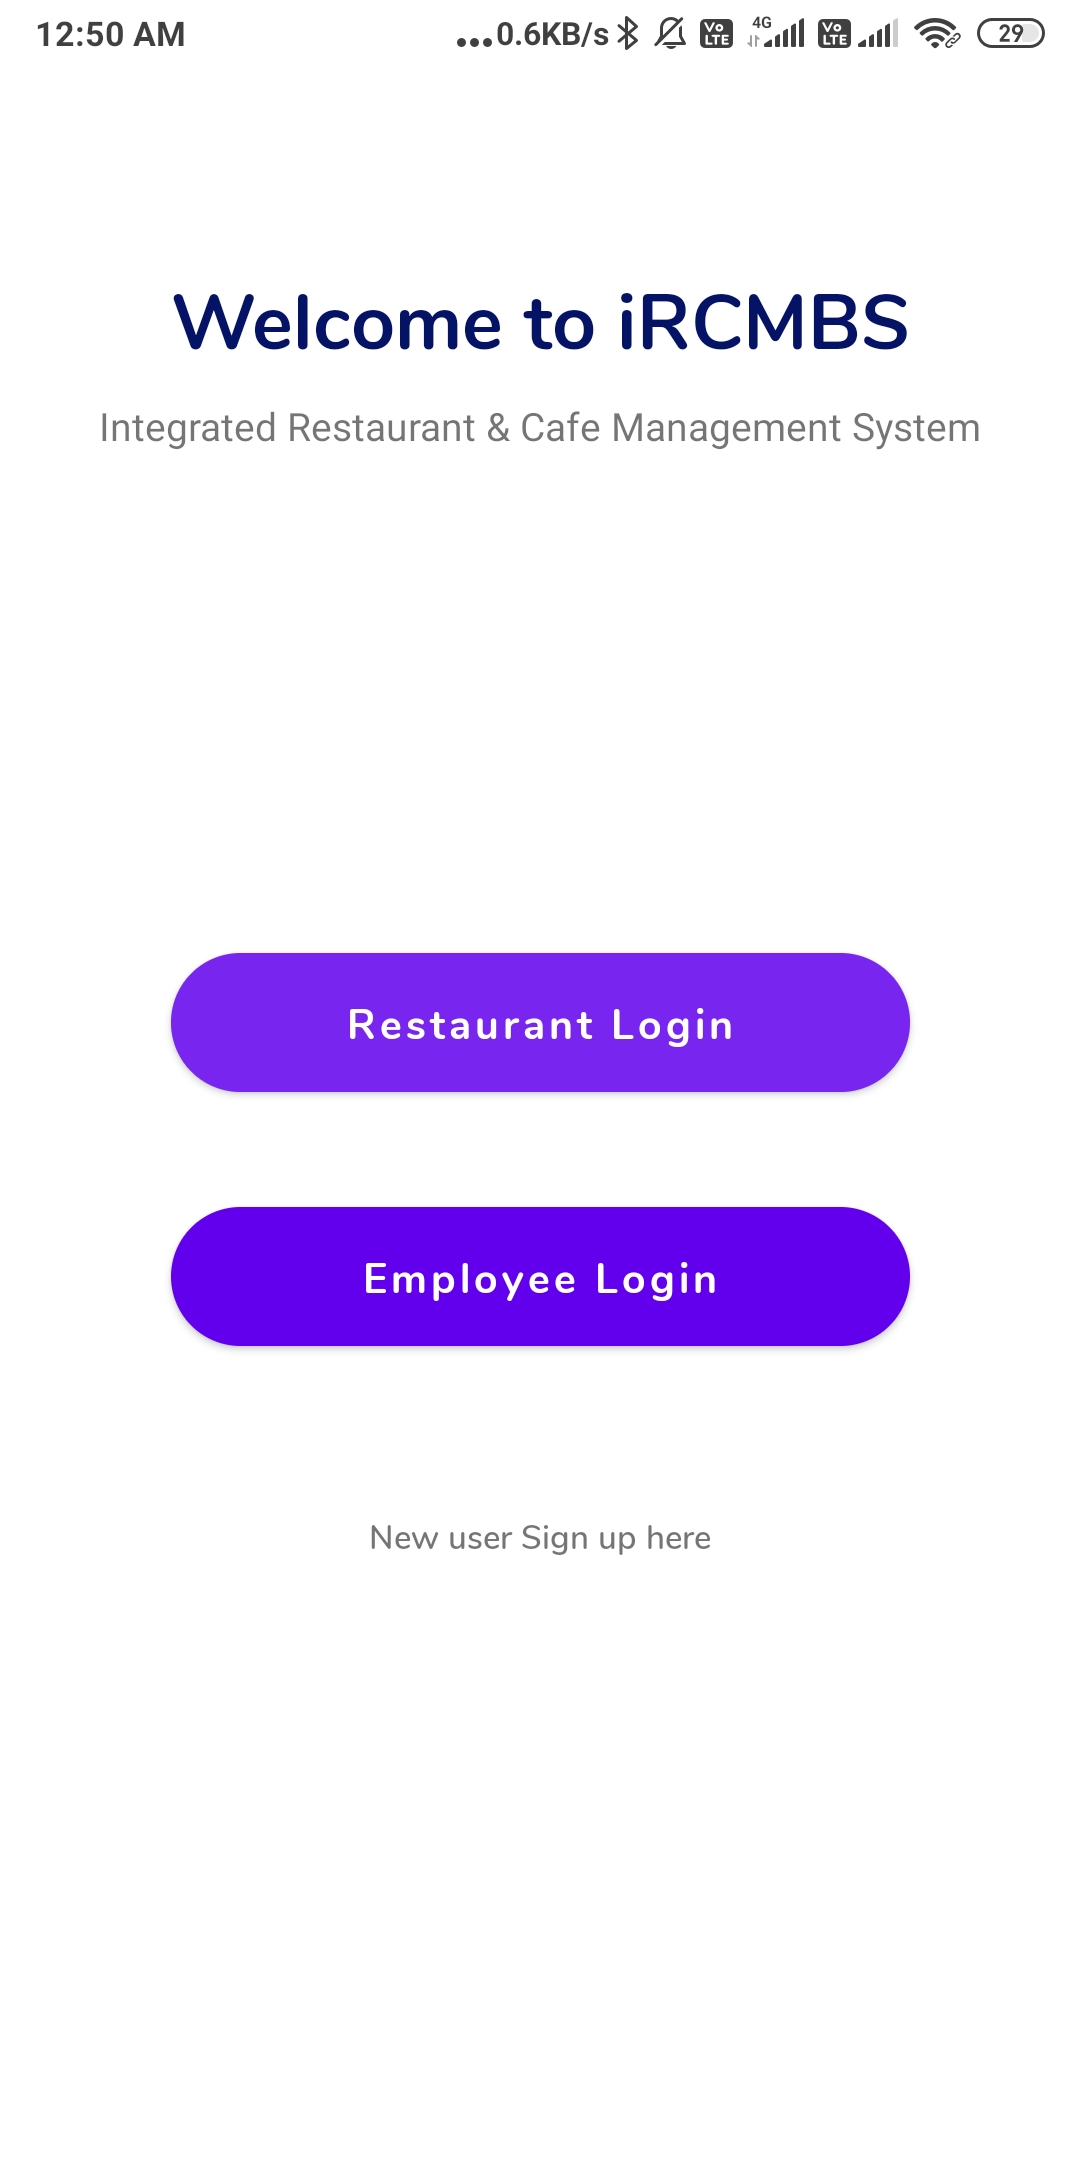 12:50 AM ...0.6KB/s Vo LTE 4G Vo LTE 29
Welcome to iRCMBS
Integrated Restaurant & Cafe Management System
Restaurant Login
Employee Login
New user Sign up here